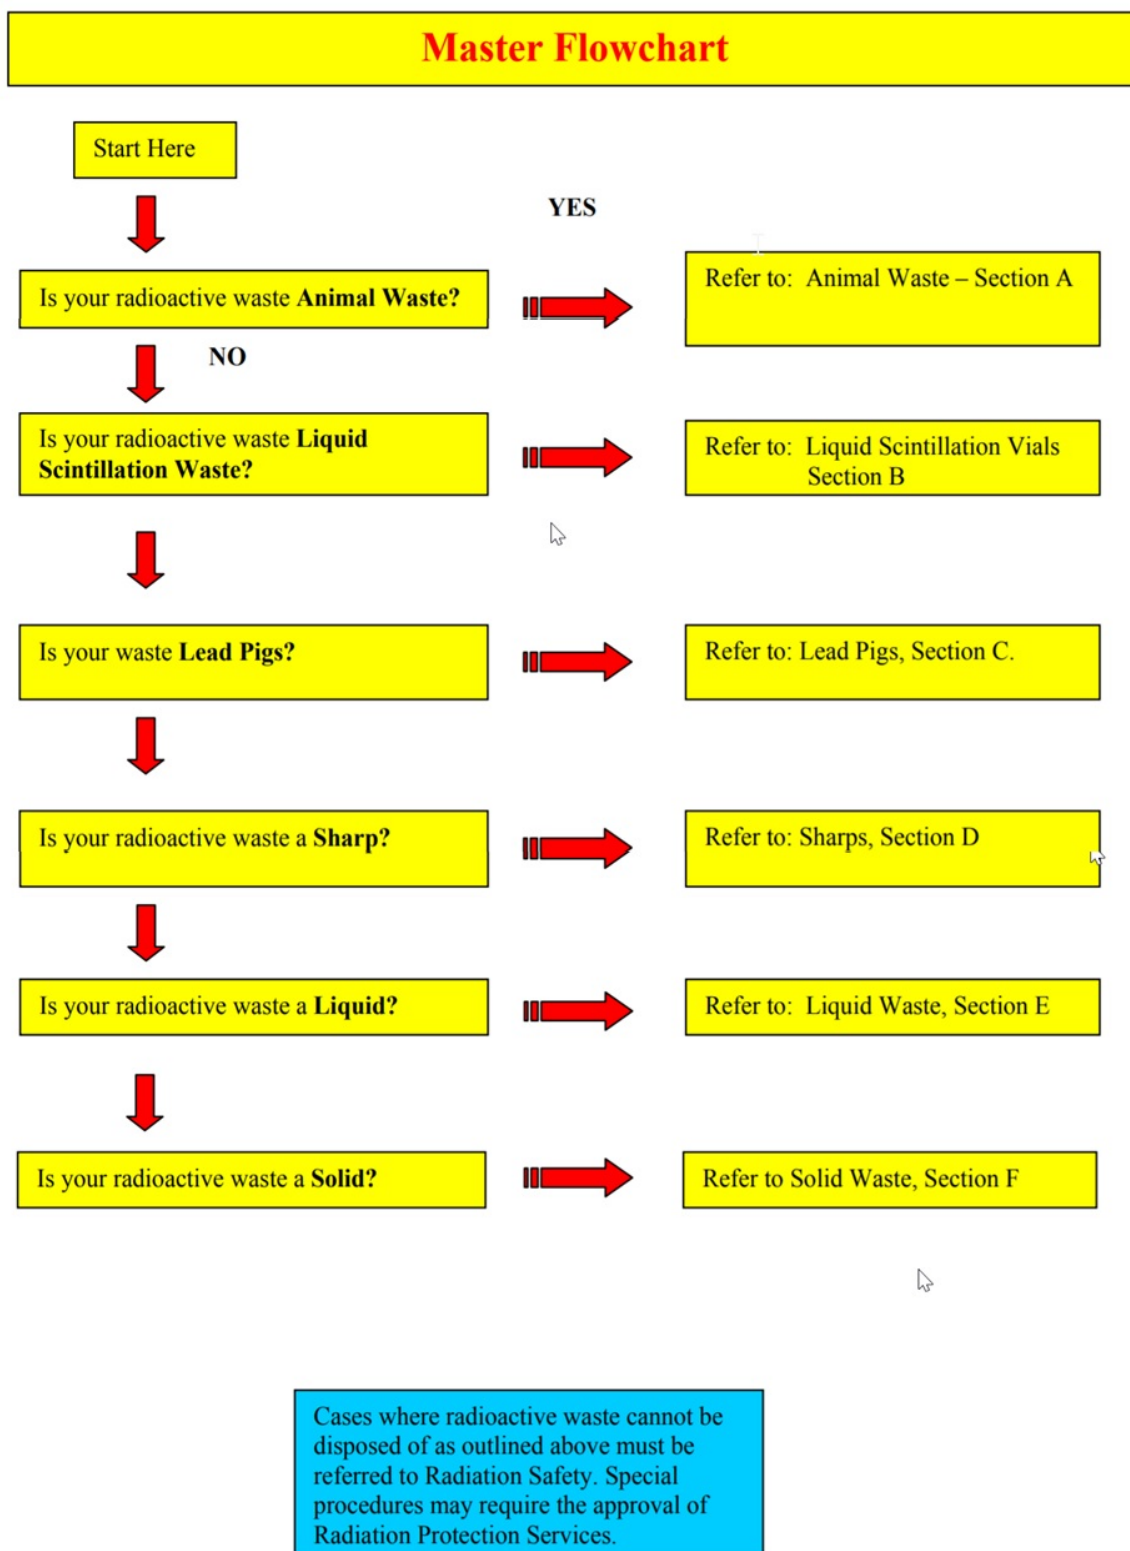 Master Flowchart
Start Here
YES
Is your radioactive waste Animal Waste?
Refer to: Animal Waste – Section A
NO
Is your radioactive waste Liquid
Scintillation Waste?
Refer to: Liquid Scintillation Vials
Section B
Is your waste Lead Pigs?
Refer to: Lead Pigs, Section C.
Is your radioactive waste a Sharp?
Refer to: Sharps, Section D
Is your radioactive waste a Liquid?
Refer to: Liquid Waste, Section E
Is your radioactive waste a Solid?
Refer to Solid Waste, Section F
Cases where radioactive waste cannot be
disposed of as outlined above must be
referred to Radiation Safety. Special
procedures may require the approval of
Radiation Protection Services.